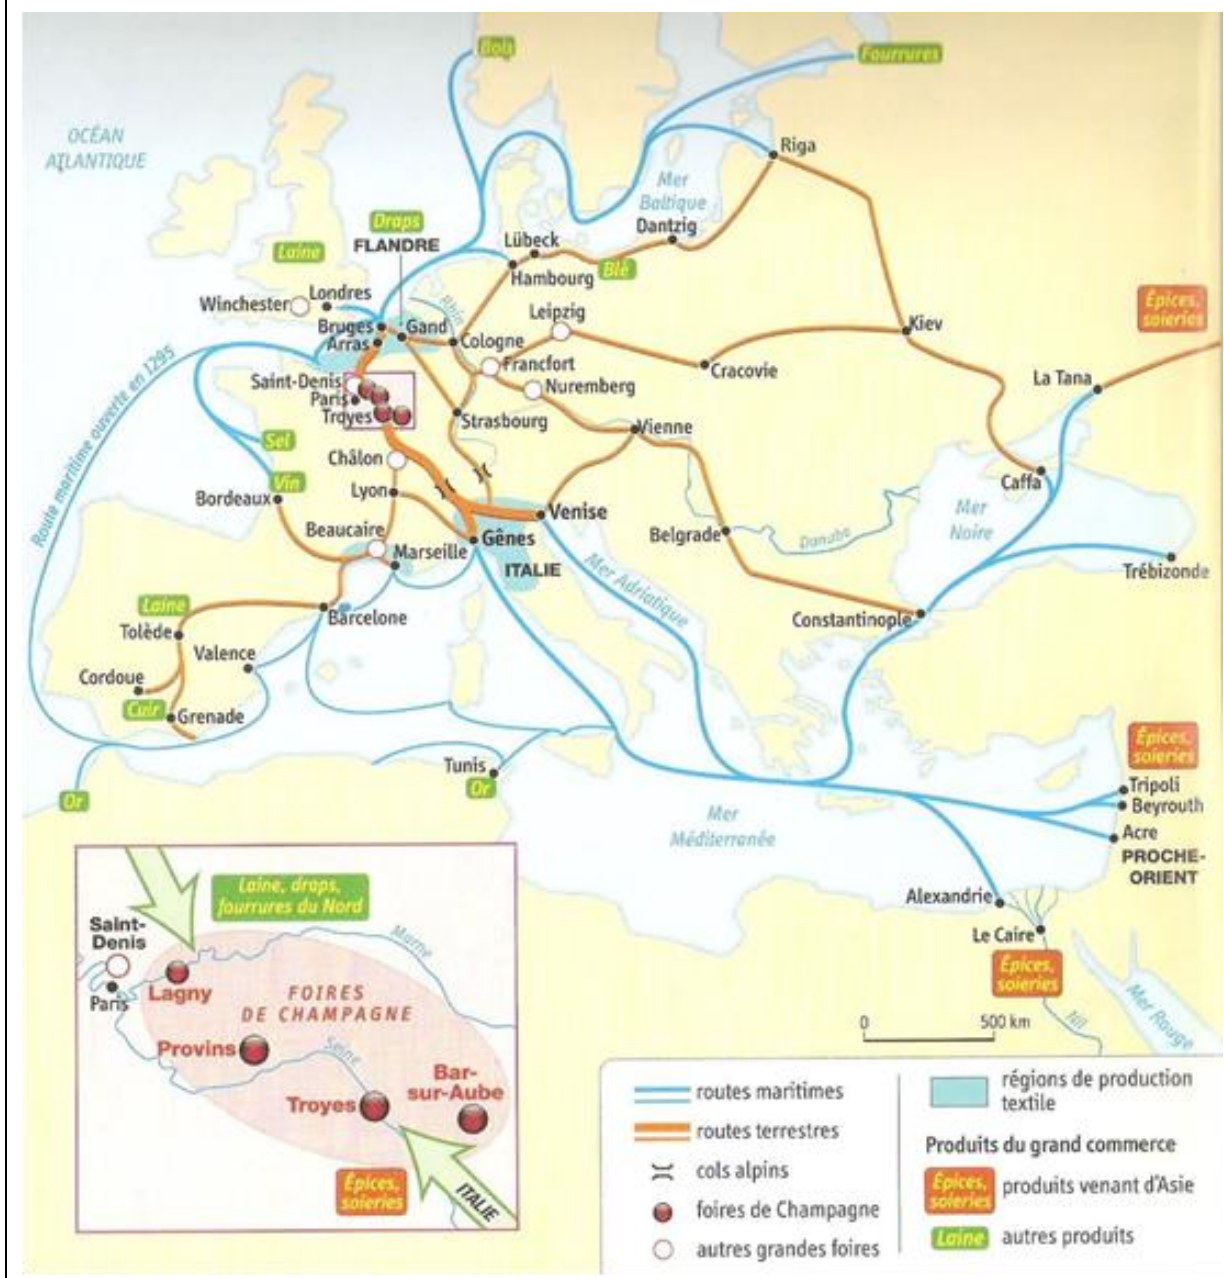 Bois
Fourrures
OCÉAN
ATLANTIQUE
Riga
Mer
Baltique
Dantzig
Draps
FLANDRE
Lübeck
Laine
Hambourg
Blé
Winchester
Londres
Rhin
Leipzig
Épices,
soieries
Bruges
Gand
Arras
Cologne
Kiev
Route maritime ouverte en 1295
Francfort
Cracovie
La Tana
Saint-Denis
Paris
Nuremberg
Troyes
Strasbourg
Vienne
Sel
Châlon
Vin
Lyon
Caffa
Bordeaux
Venise
Mer
Noire
Beaucaire
Gênes
Belgrade
Danube
Marseille
ITALIE
Mer Adriatique
Trébizonde
Laine
Barcelone
Constantinople
Tolède
Valence
Cordoue
Cuir
Grenade
Épices,
soieries
Tunis
Or
Or
Tripoli
Beyrouth
Mer
Méditerranée
Acre
PROCHE-
ORIENT
Alexandrie
Le Caire
Épices,
soieries
Nil
Mer Rouge
0 500 km
Laine, draps,
fourrures du Nord
Saint-
Denis
Marne
Paris
Lagny
FOIRES
DE CHAMPAGNE
Provins
Seine
Bar-
sur-Aube
Troyes
Épices,
soieries
ITALIE
routes maritimes
routes terrestres
cols alpins
foires de Champagne
autres grandes foires
régions de production
textile
Produits du grand commerce
Épices,
soieries
produits venant d'Asie
Laine
autres produits